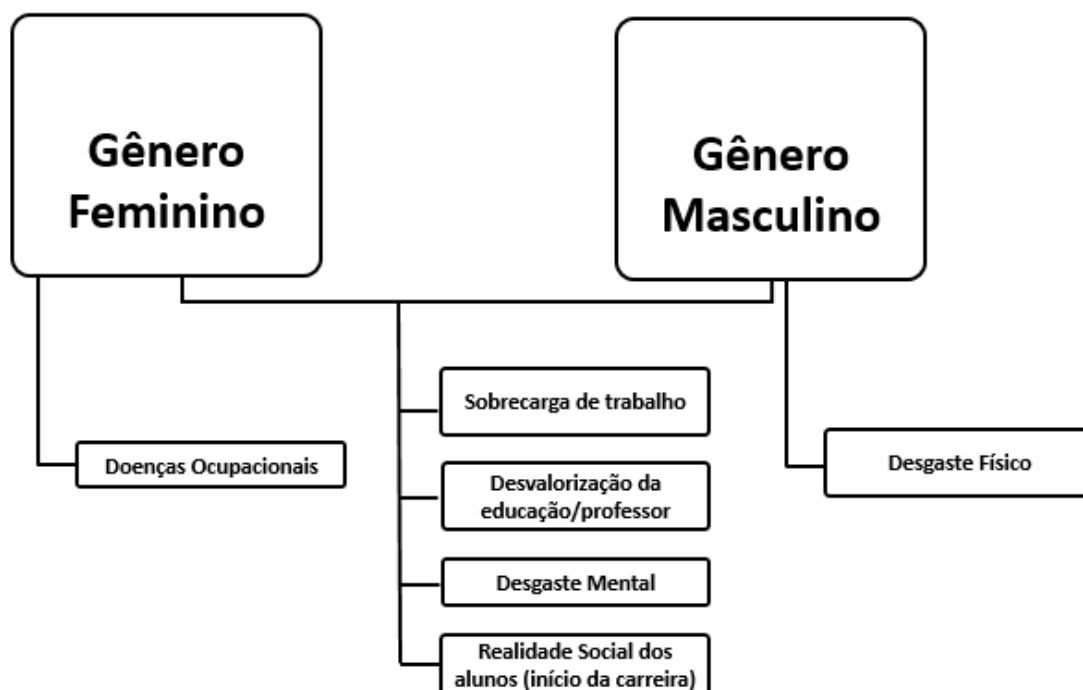 Gênero
Feminino
Gênero
Masculino
Sobrecarga de trabalho
Doenças Ocupacionais
Desgaste Físico
Desvalorização da
educação/professor
Desgaste Mental
Realidade Social dos
alunos (início da carreira)